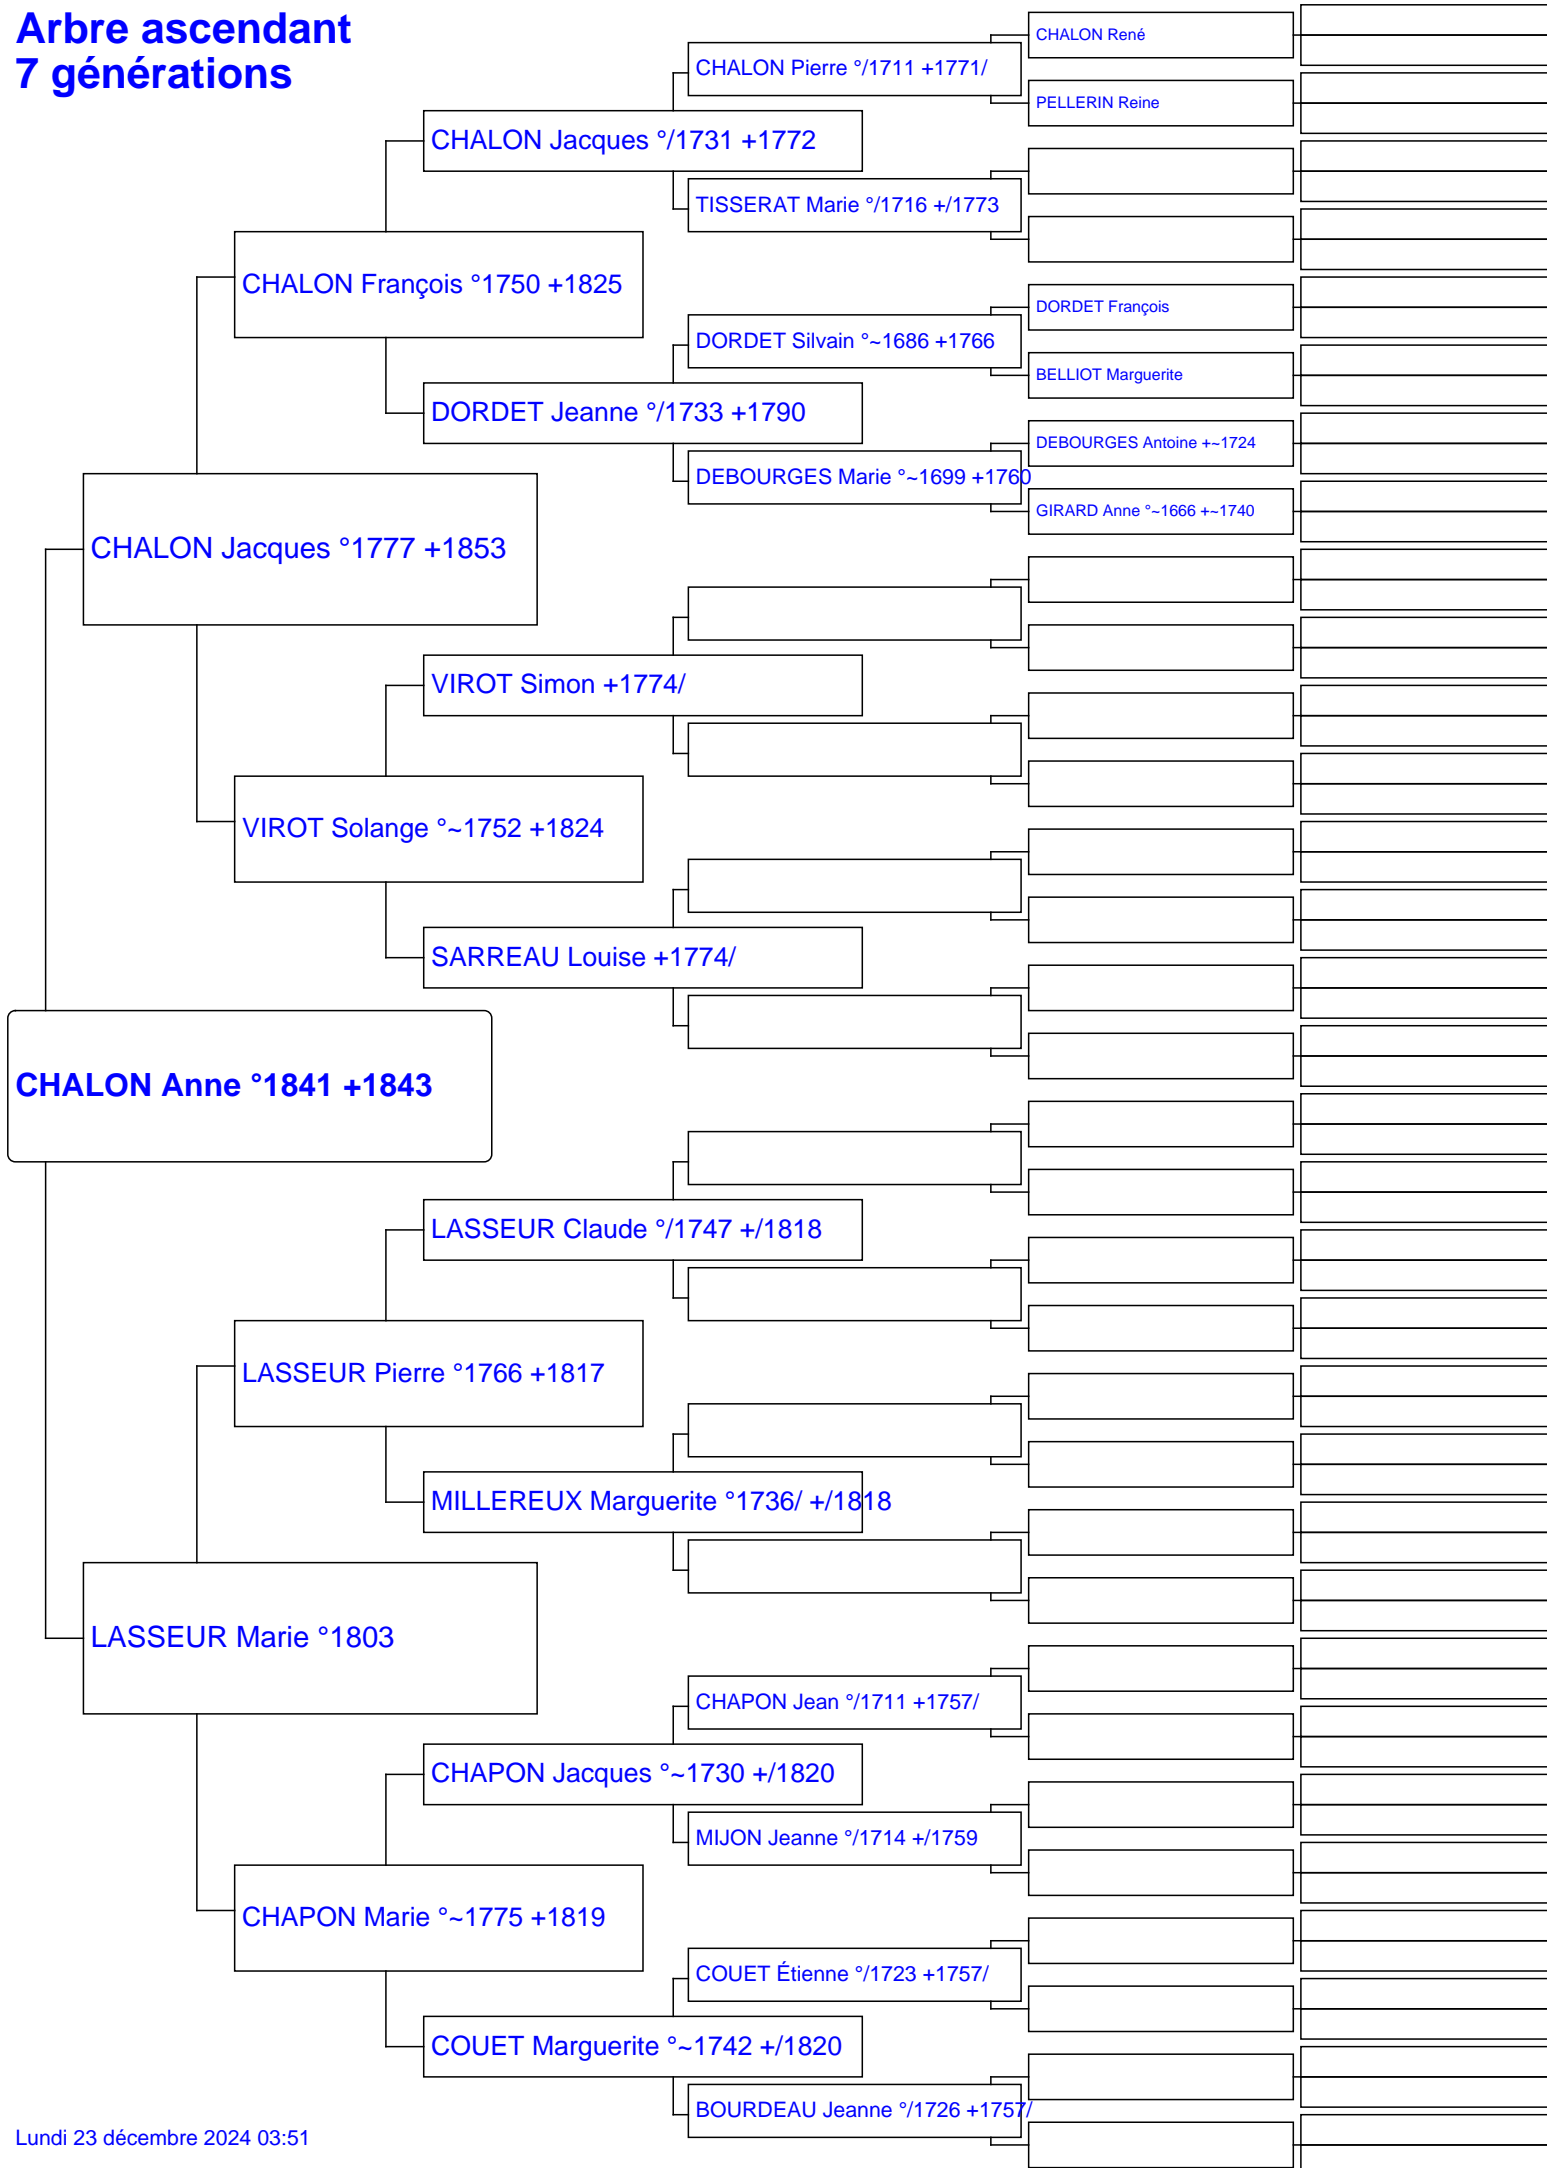 Arbre ascendant
7 générations
CHALON René
CHALON Pierre °/1711 +1771/
PELLERIN Reine
CHALON Jacques °/1731 +1772
TISSERAT Marie °/1716 +/1773
CHALON François °1750 +1825
DORDET François
DORDET Silvain °~1686 +1766
BELLIOT Marguerite
DORDET Jeanne °/1733 +1790
DEBOURGES Antoine +~1724
DEBOURGES Marie °~1699 +1760
GIRARD Anne °~1666 +~1740
CHALON Jacques °1777 +1853
VIROT Simon +1774/
VIROT Solange °~1752 +1824
SARREAU Louise +1774/
CHALON Anne °1841 +1843
LASSEUR Claude °/1747 +/1818
LASSEUR Pierre °1766 +1817
MILLEREUX Marguerite °1736/ +/1818
LASSEUR Marie °1803
CHAPON Jean °/1711 +1757/
CHAPON Jacques °~1730 +/1820
MIJON Jeanne °/1714 +/1759
CHAPON Marie °~1775 +1819
COUET Étienne °/1723 +1757/
COUET Marguerite °~1742 +/1820
BOURDEAU Jeanne °/1726 +1757/
Lundi 23 décembre 2024 03:51